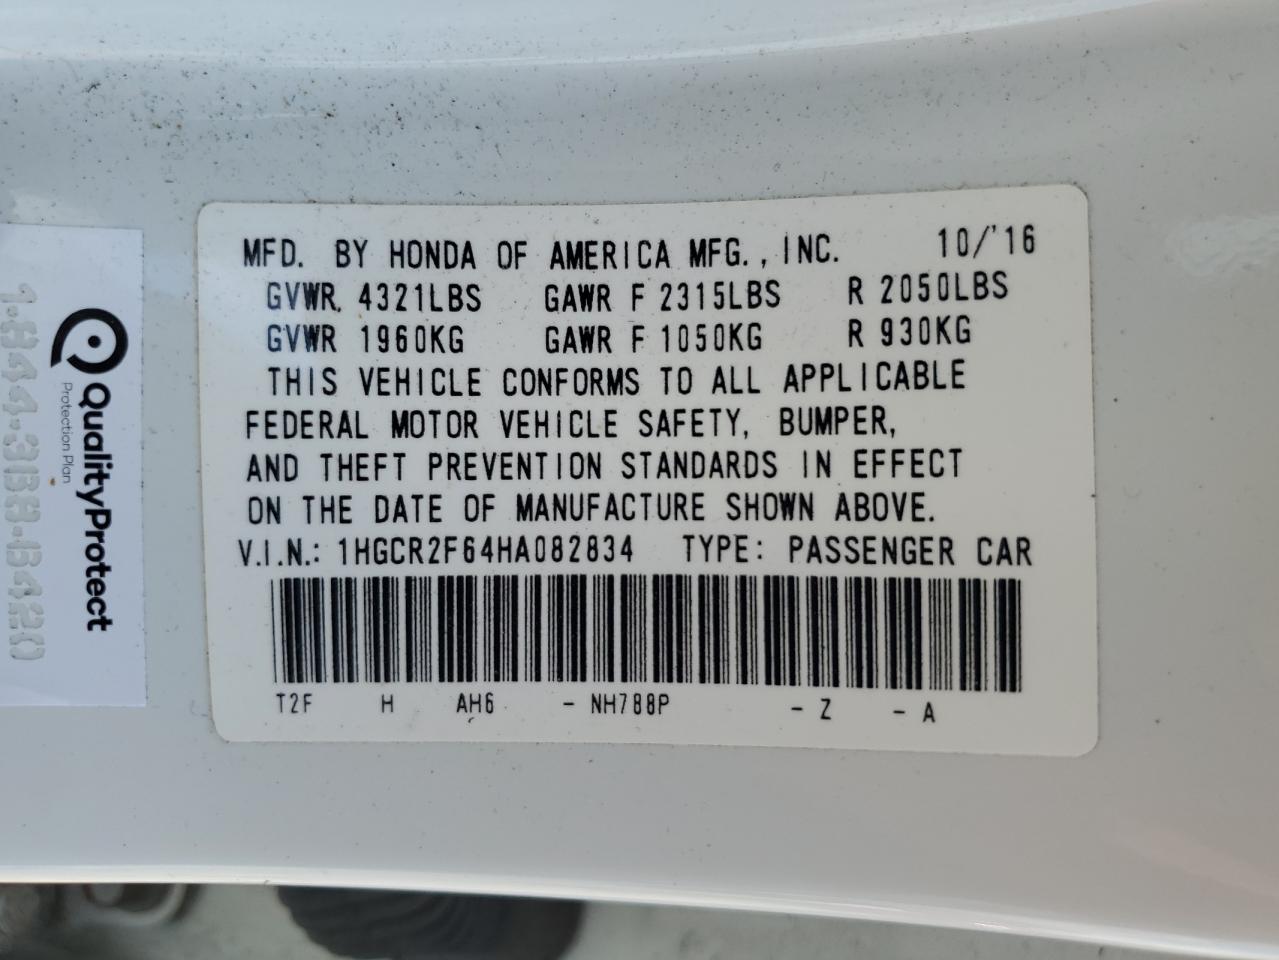 MFD. BY HONDA OF AMERICA MFG., INC. 10/'16
GVWR 4321LBS GAWR F 2315LBS R 2050LBS
GVWR 1960KG GAWR F 1050KG R 930KG
THIS VEHICLE CONFORMS TO ALL APPLICABLE
FEDERAL MOTOR VEHICLE SAFETY, BUMPER,
AND THEFT PREVENTION STANDARDS IN EFFECT
ON THE DATE OF MANUFACTURE SHOWN ABOVE.
V.I.N.: 1HGCR2F64HA082834 TYPE: PASSENGER CAR
T2F H AH6 - NH788P - Z - A
QualityProtect
Protection Plan